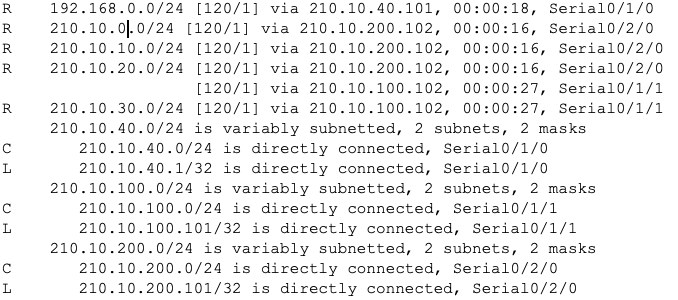 R    192.168.0.0/24 [120/1] via 210.10.40.101, 00:00:18, Serial0/1/0
R    210.10.0.0/24 [120/1] via 210.10.200.102, 00:00:16, Serial0/2/0
R    210.10.10.0/24 [120/1] via 210.10.200.102, 00:00:16, Serial0/2/0
R    210.10.20.0/24 [120/1] via 210.10.200.102, 00:00:16, Serial0/2/0
                    [120/1] via 210.10.100.102, 00:00:27, Serial0/1/1
R    210.10.30.0/24 [120/1] via 210.10.100.102, 00:00:27, Serial0/1/1
     210.10.40.0/24 is variably subnetted, 2 subnets, 2 masks
C       210.10.40.0/24 is directly connected, Serial0/1/0
L       210.10.40.1/32 is directly connected, Serial0/1/0
     210.10.100.0/24 is variably subnetted, 2 subnets, 2 masks
C       210.10.100.0/24 is directly connected, Serial0/1/1
L       210.10.100.101/32 is directly connected, Serial0/1/1
     210.10.200.0/24 is variably subnetted, 2 subnets, 2 masks
C       210.10.200.0/24 is directly connected, Serial0/2/0
L       210.10.200.101/32 is directly connected, Serial0/2/0